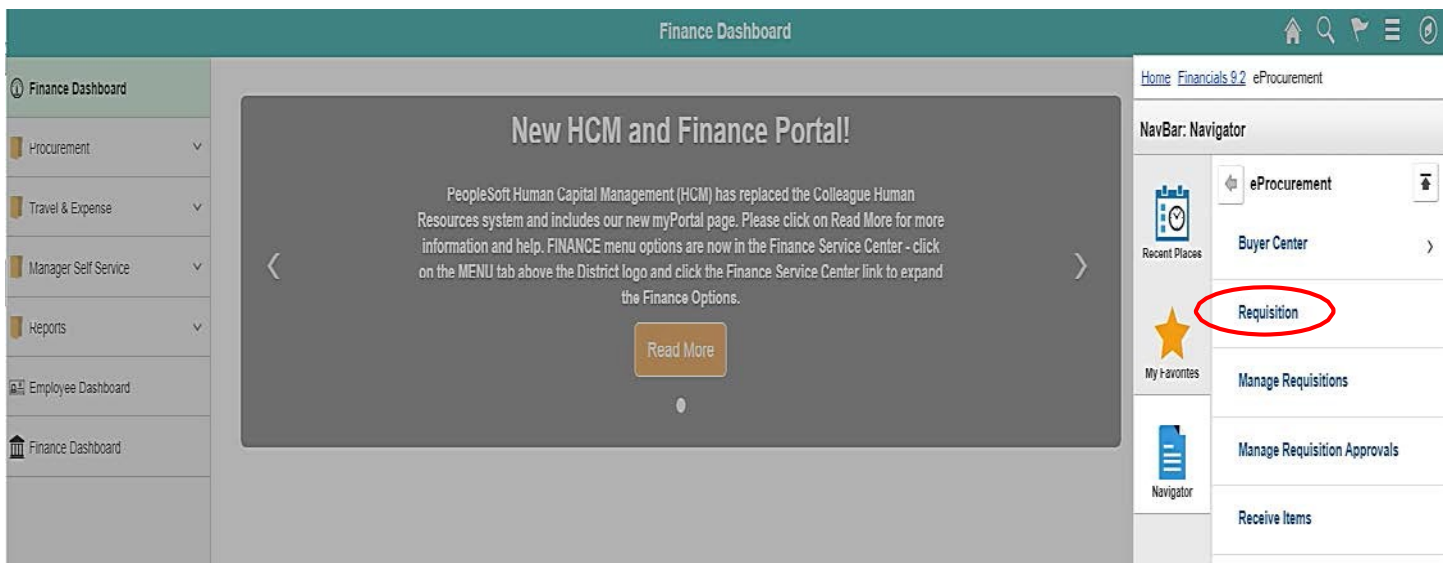 Finance Dashboard
Finance Dashboard
Procurement
Travel & Expense
Manager Self Service
Reports
Employee Dashboard
Finance Dashboard
New HCM and Finance Portal!
PeopleSoft Human Capital Management (HCM) has replaced the Colleague Human
Resources system and includes our new myPortal page. Please click on Read More for more
information and help. FINANCE menu options are now in the Finance Service Center - click
on the MENU tab above the District logo and click the Finance Service Center link to expand
the Finance Options.
Read More
Home Financials 9.2 eProcurement
NavBar: Navigator
Recent Places
My Favorites
Navigator
eProcurement
Buyer Center
Requisition
Manage Requisitions
Manage Requisition Approvals
Receive Items